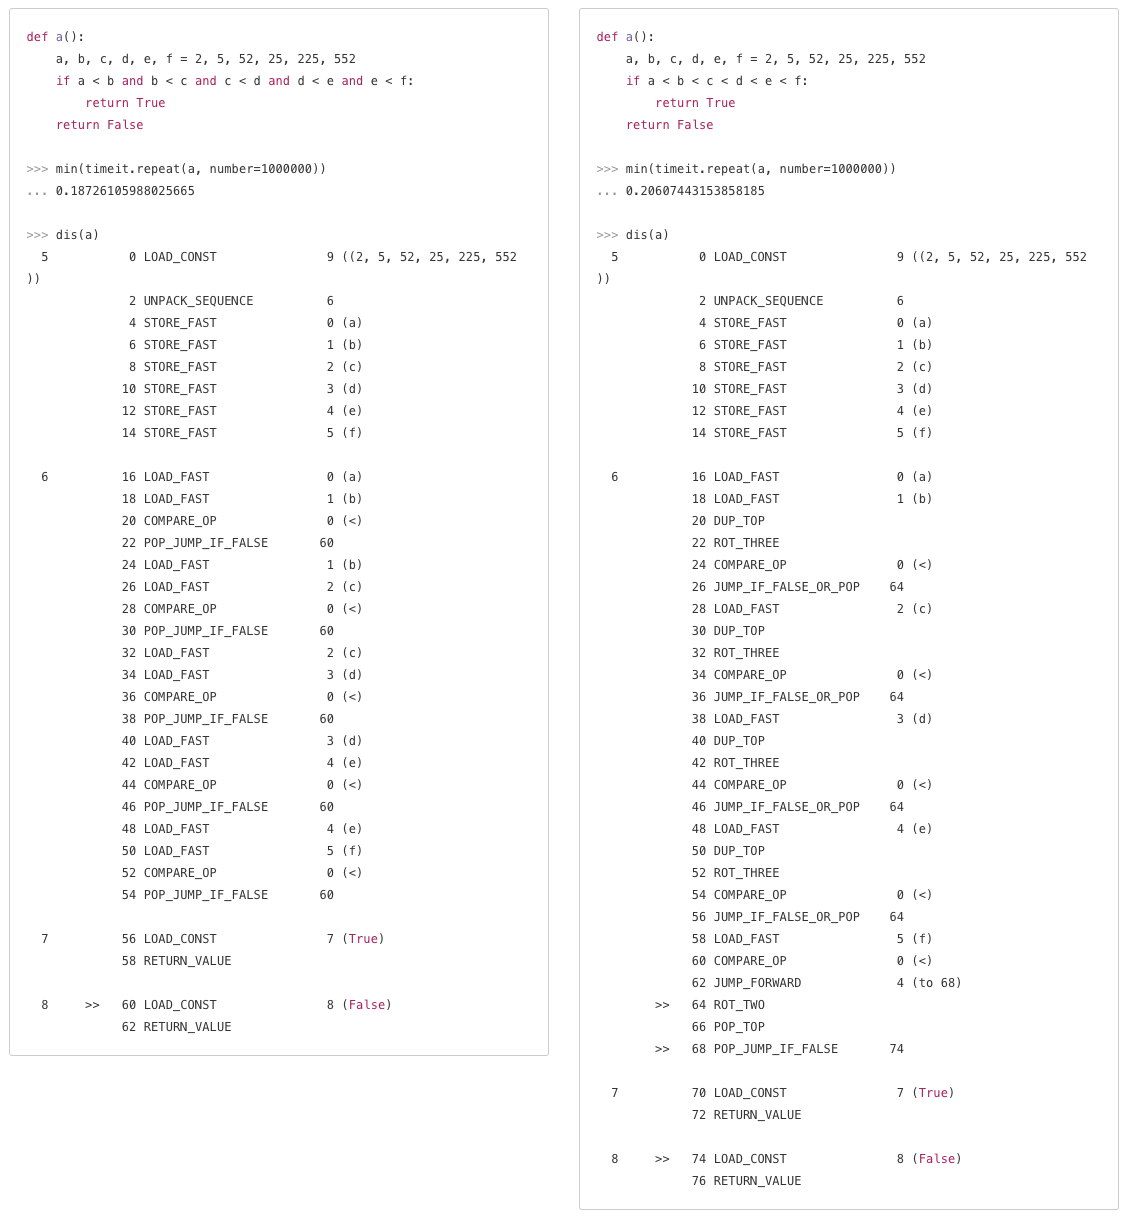 def a():
    a, b, c, d, e, f = 2, 5, 52, 25, 225, 552
    if a < b and b < c and c < d and d < e and e < f:
        return True
    return False

>>> min(timeit.repeat(a, number=1000000))
... 0.18726105988025665

>>> dis(a)
  5           0 LOAD_CONST               9 ((2, 5, 52, 25, 225, 552
))
              2 UNPACK_SEQUENCE          6
              4 STORE_FAST               0 (a)
              6 STORE_FAST               1 (b)
              8 STORE_FAST               2 (c)
             10 STORE_FAST               3 (d)
             12 STORE_FAST               4 (e)
             14 STORE_FAST               5 (f)

  6          16 LOAD_FAST                0 (a)
             18 LOAD_FAST                1 (b)
             20 COMPARE_OP               0 (<)
             22 POP_JUMP_IF_FALSE       60
             24 LOAD_FAST                1 (b)
             26 LOAD_FAST                2 (c)
             28 COMPARE_OP               0 (<)
             30 POP_JUMP_IF_FALSE       60
             32 LOAD_FAST                2 (c)
             34 LOAD_FAST                3 (d)
             36 COMPARE_OP               0 (<)
             38 POP_JUMP_IF_FALSE       60
             40 LOAD_FAST                3 (d)
             42 LOAD_FAST                4 (e)
             44 COMPARE_OP               0 (<)
             46 POP_JUMP_IF_FALSE       60
             48 LOAD_FAST                4 (e)
             50 LOAD_FAST                5 (f)
             52 COMPARE_OP               0 (<)
             54 POP_JUMP_IF_FALSE       60

  7          56 LOAD_CONST               7 (True)
             58 RETURN_VALUE

  8     >>   60 LOAD_CONST               8 (False)
             62 RETURN_VALUE
def a():
    a, b, c, d, e, f = 2, 5, 52, 25, 225, 552
    if a < b < c < d < e < f:
        return True
    return False

>>> min(timeit.repeat(a, number=1000000))
... 0.20607443153858185

>>> dis(a)
  5           0 LOAD_CONST               9 ((2, 5, 52, 25, 225, 552
))
              2 UNPACK_SEQUENCE          6
              4 STORE_FAST               0 (a)
              6 STORE_FAST               1 (b)
              8 STORE_FAST               2 (c)
             10 STORE_FAST               3 (d)
             12 STORE_FAST               4 (e)
             14 STORE_FAST               5 (f)

  6          16 LOAD_FAST                0 (a)
             18 LOAD_FAST                1 (b)
             20 DUP_TOP
             22 ROT_THREE
             24 COMPARE_OP               0 (<)
             26 JUMP_IF_FALSE_OR_POP    64
             28 LOAD_FAST                2 (c)
             30 DUP_TOP
             32 ROT_THREE
             34 COMPARE_OP               0 (<)
             36 JUMP_IF_FALSE_OR_POP    64
             38 LOAD_FAST                3 (d)
             40 DUP_TOP
             42 ROT_THREE
             44 COMPARE_OP               0 (<)
             46 JUMP_IF_FALSE_OR_POP    64
             48 LOAD_FAST                4 (e)
             50 DUP_TOP
             52 ROT_THREE
             54 COMPARE_OP               0 (<)
             56 JUMP_IF_FALSE_OR_POP    64
             58 LOAD_FAST                5 (f)
             60 COMPARE_OP               0 (<)
             62 JUMP_FORWARD             4 (to 68)
        >>   64 ROT_TWO
             66 POP_TOP
        >>   68 POP_JUMP_IF_FALSE       74

  7          70 LOAD_CONST               7 (True)
             72 RETURN_VALUE

  8     >>   74 LOAD_CONST               8 (False)
             76 RETURN_VALUE